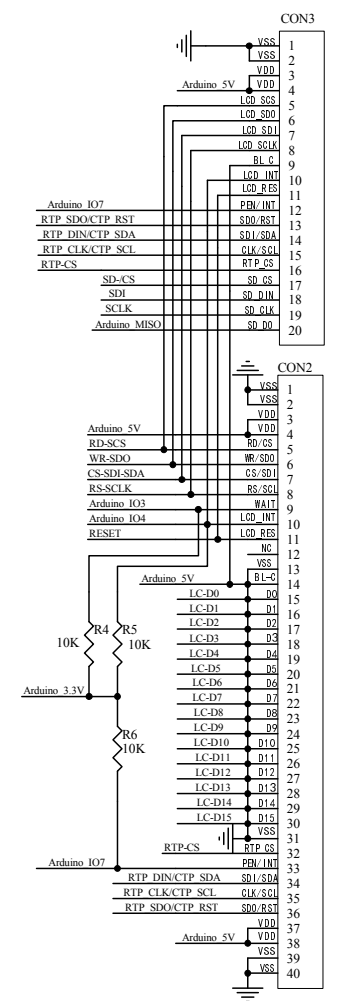 CON3
VSS 1
VSS 2
VDD 3
Arduino_5V VDD 4
LCD_SCS 5
LCD_SDO 6
LCD_SDI 7
LCD_SCLK 8
BL_C 9
LCD_INT 10
LCD_RES 11
Arduino_IO7 PEN/INT 12
RTP_SDO/CTP_RST SDO/RST 13
RTP_DIN/CTP_SDA SDI/SDA 14
RTP_CLK/CTP_SCL CLK/SCL 15
RTP-CS RTP_CS 16
SD-/CS SD_CS 17
SDI SD_DIN 18
SCLK SD_CLK 19
Arduino_MISO SD_DO 20
CON2
VSS 1
VSS 2
VDD 3
Arduino_5V VDD 4
RD-SCS RD/CS 5
WR-SDO WR/SDO 6
CS-SDI-SDA CS/SDI 7
RS-SCLK RS/SCL 8
Arduino_IO3 WAIT 9
Arduino_IO4 LCD_INT 10
RESET LCD_RES 11
NC 12
VSS 13
Arduino_5V BL-C 14
LC-D0 D0 15
LC-D1 D1 16
LC-D2 D2 17
LC-D3 D3 18
LC-D4 D4 19
LC-D5 D5 20
LC-D6 D6 21
LC-D7 D7 22
LC-D8 D8 23
LC-D9 D9 24
LC-D10 D10 25
LC-D11 D11 26
LC-D12 D12 27
LC-D13 D13 28
LC-D14 D14 29
LC-D15 D15 30
VSS 31
RTP-CS RTP_CS 32
Arduino_IO7 PEN/INT 33
RTP_DIN/CTP_SDA SDI/SDA 34
RTP_CLK/CTP_SCL CLK/SCL 35
RTP_SDO/CTP_RST SDO/RST 36
VDD 37
Arduino_5V VDD 38
VSS 39
VSS 40
R4 R5
10K 10K
Arduino_3.3V
R6
10K